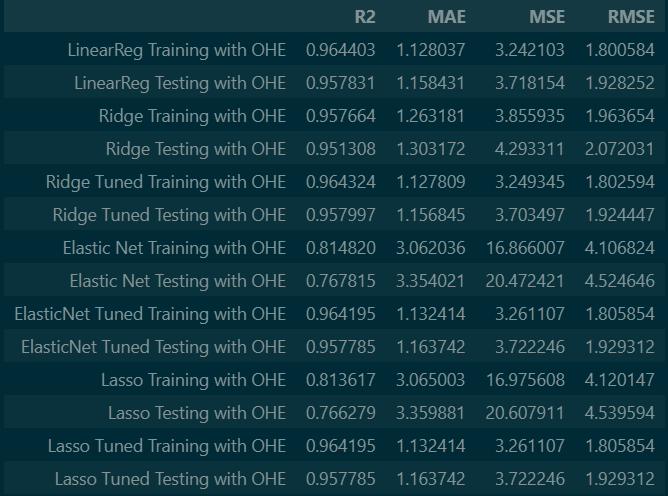 R2 MAE MSE RMSE
LinearReg Training with OHE 0.964403 1.128037 3.242103 1.800584
LinearReg Testing with OHE 0.957831 1.158431 3.718154 1.928252
Ridge Training with OHE 0.957664 1.263181 3.855935 1.963654
Ridge Testing with OHE 0.951308 1.303172 4.293311 2.072031
Ridge Tuned Training with OHE 0.964324 1.127809 3.249345 1.802594
Ridge Tuned Testing with OHE 0.957997 1.156845 3.703497 1.924447
Elastic Net Training with OHE 0.814820 3.062036 16.866007 4.106824
Elastic Net Testing with OHE 0.767815 3.354021 20.472421 4.524646
ElasticNet Tuned Training with OHE 0.964195 1.132414 3.261107 1.805854
ElasticNet Tuned Testing with OHE 0.957785 1.163742 3.722246 1.929312
Lasso Training with OHE 0.813617 3.065003 16.975608 4.120147
Lasso Testing with OHE 0.766279 3.359881 20.607911 4.539594
Lasso Tuned Training with OHE 0.964195 1.132414 3.261107 1.805854
Lasso Tuned Testing with OHE 0.957785 1.163742 3.722246 1.929312